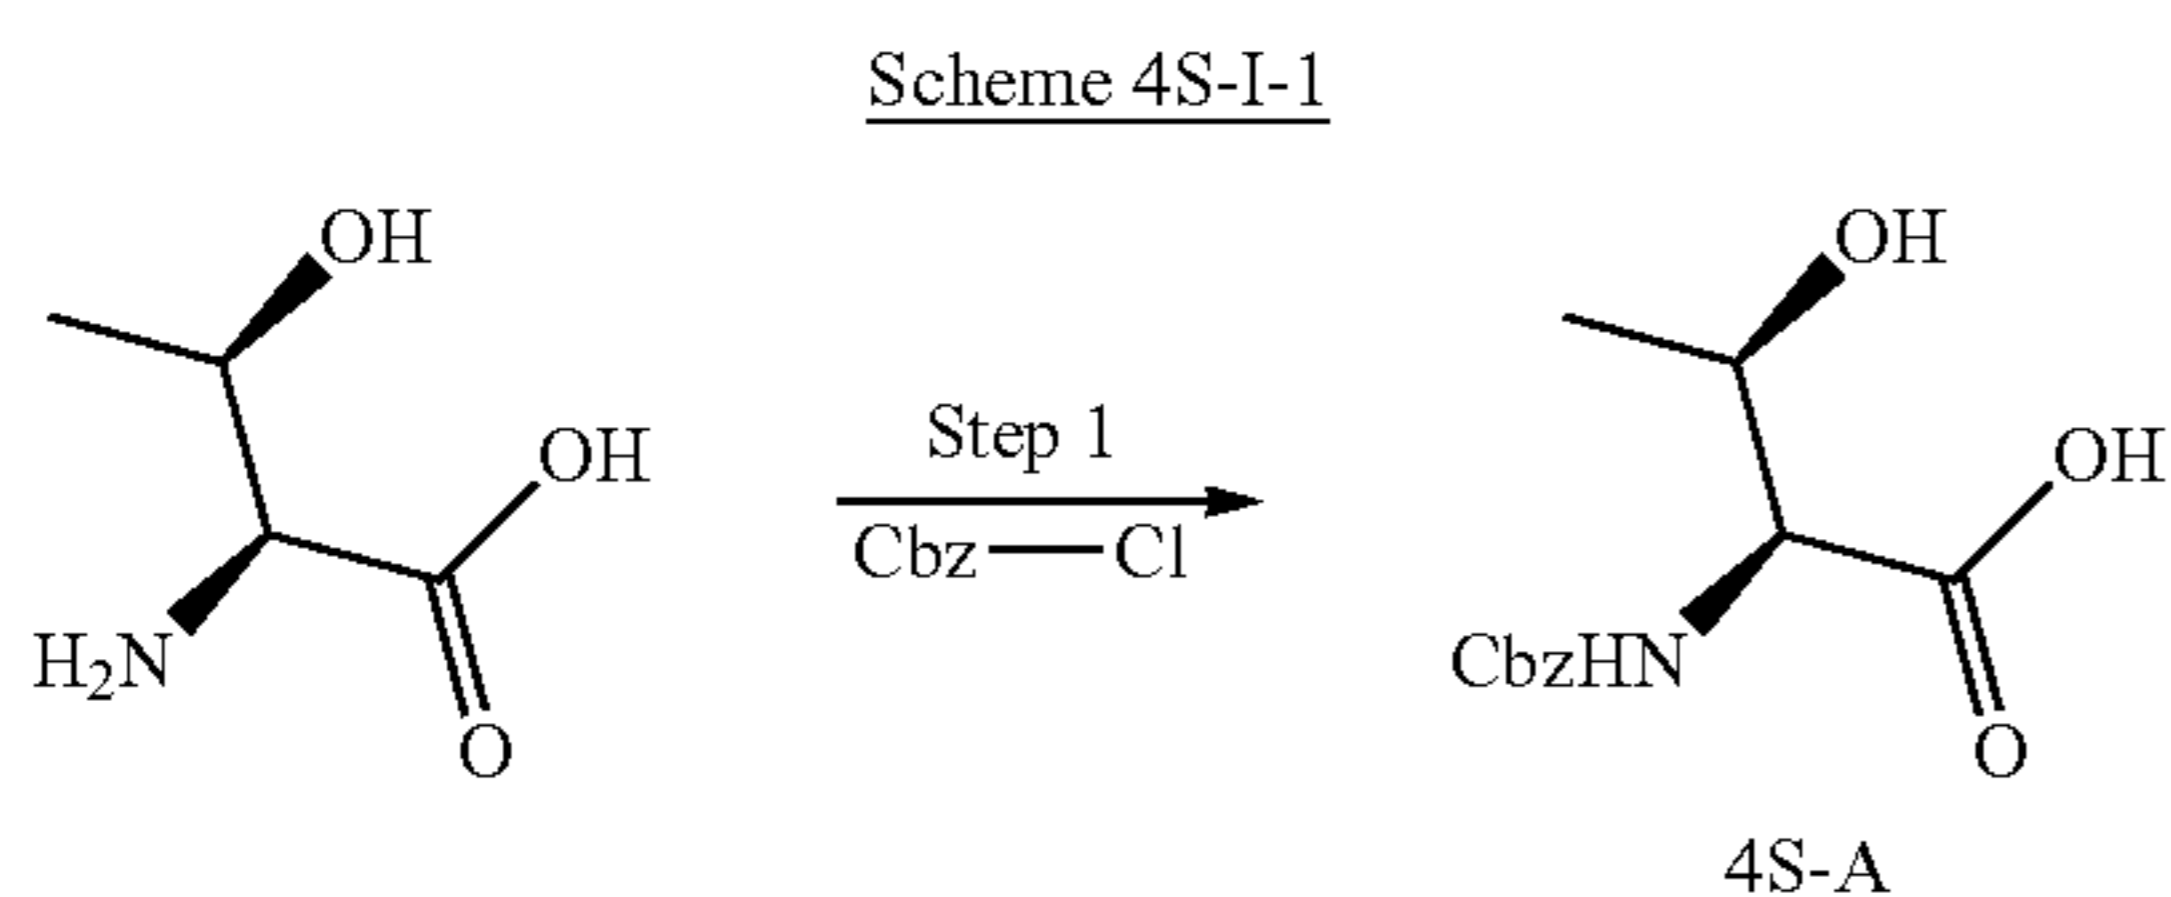 Scheme 4S-I-1
OH
OH
H₂N
O
Step 1
Cbz—Cl
OH
OH
CbzHN
O
4S-A